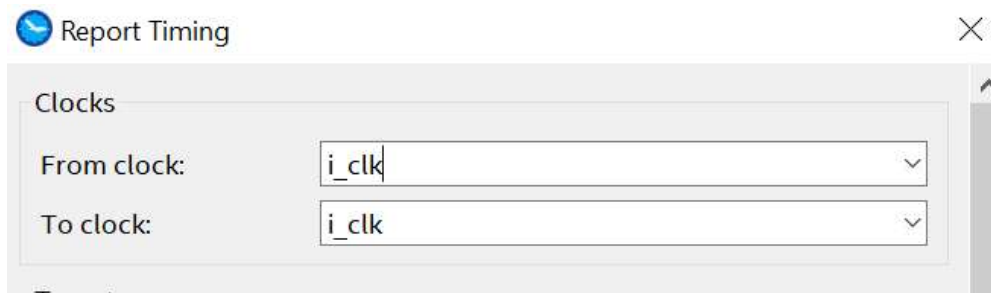 Report Timing
Clocks
From clock: i_clk
To clock: i_clk